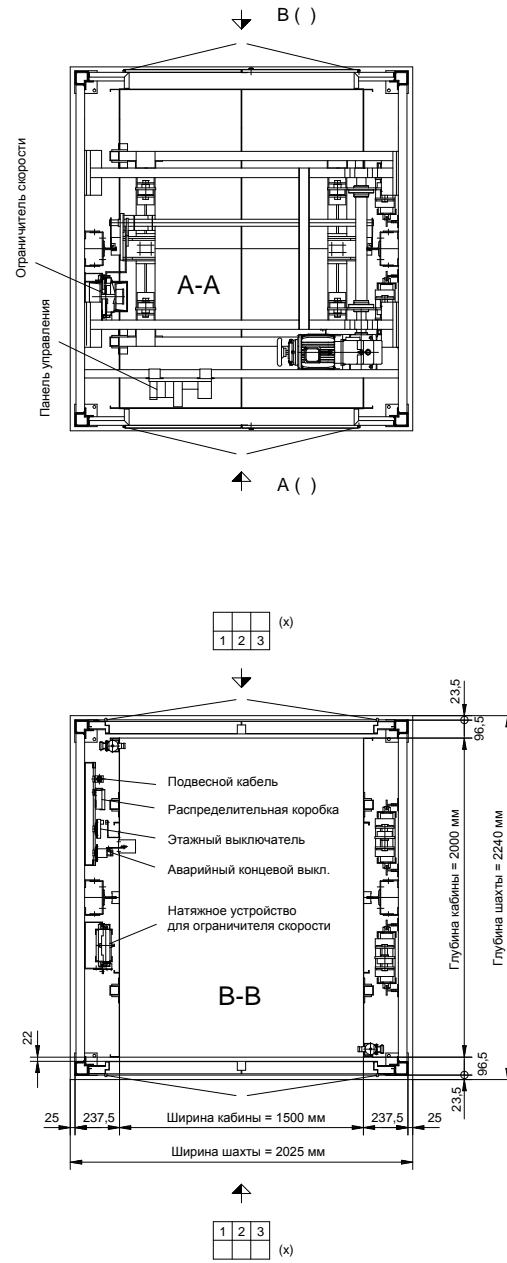 B ( )
Ограничитель скорости
A-A
Панель управления
A ( )
(x)
1 2 3
23,5
96,5
Подвесной кабель
Распределительная коробка
Этажный выключатель
Аварийный концевой выкл.
Натяжное устройство
для ограничителя скорости
Глубина кабины = 2000 мм
Глубина шахты = 2240 мм
B-B
22
96,5
23,5
25 237,5 Ширина кабины = 1500 мм 237,5 25
Ширина шахты = 2025 мм
1 2 3
(x)